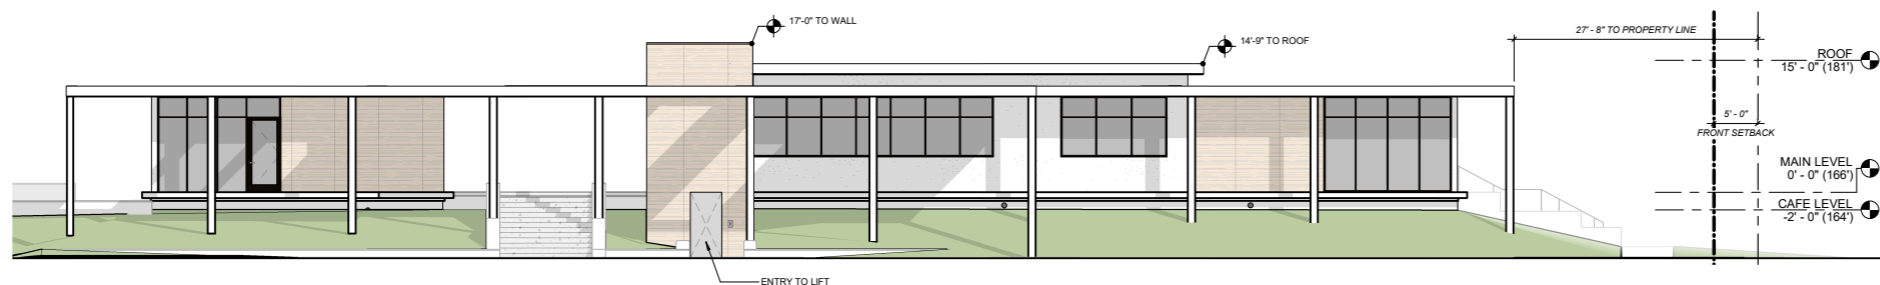 17'-0" TO WALL
14'-9" TO ROOF
27' - 8" TO PROPERTY LINE
ROOF
15' - 0" (181')
5' - 0"
FRONT SETBACK
MAIN LEVEL
0' - 0" (166')
CAFE LEVEL
-2' - 0" (164')
ENTRY TO LIFT